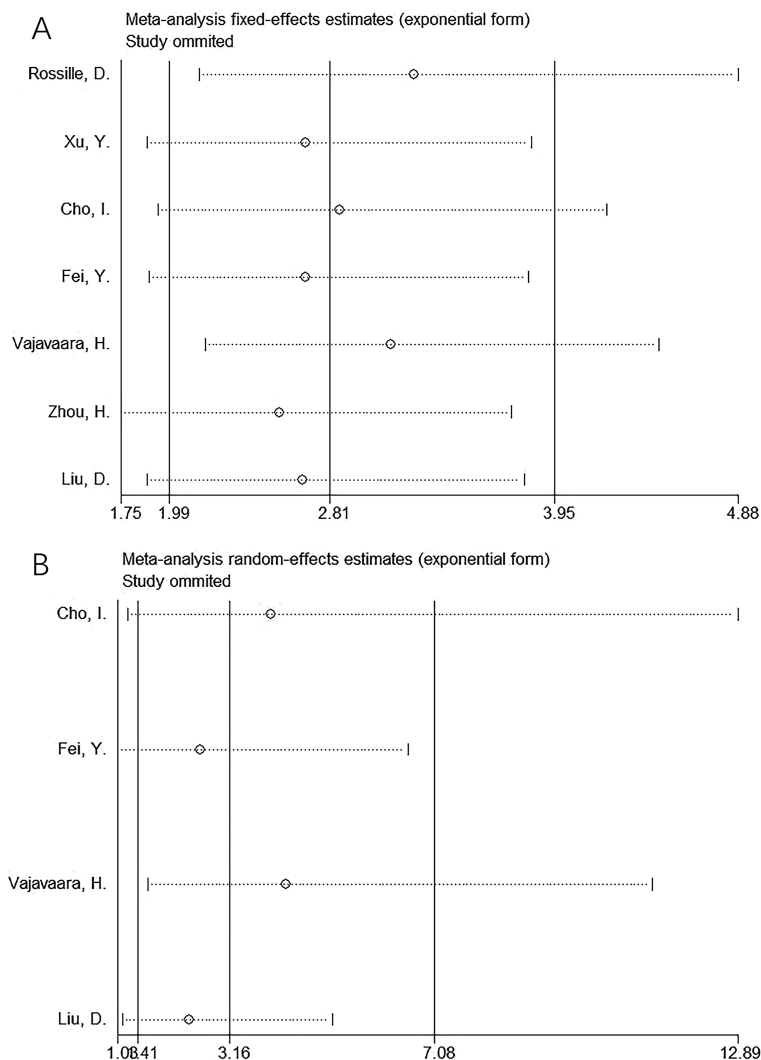 A
Meta-analysis fixed-effects estimates (exponential form)
Study ommited
Rossille, D.
Xu, Y.
Cho, I.
Fei, Y.
Vajavaara, H.
Zhou, H.
Liu, D.
1.75 1.99 2.81 3.95 4.88
B
Meta-analysis random-effects estimates (exponential form)
Study ommited
Cho, I.
Fei, Y.
Vajavaara, H.
Liu, D.
3.16 7.08 12.89